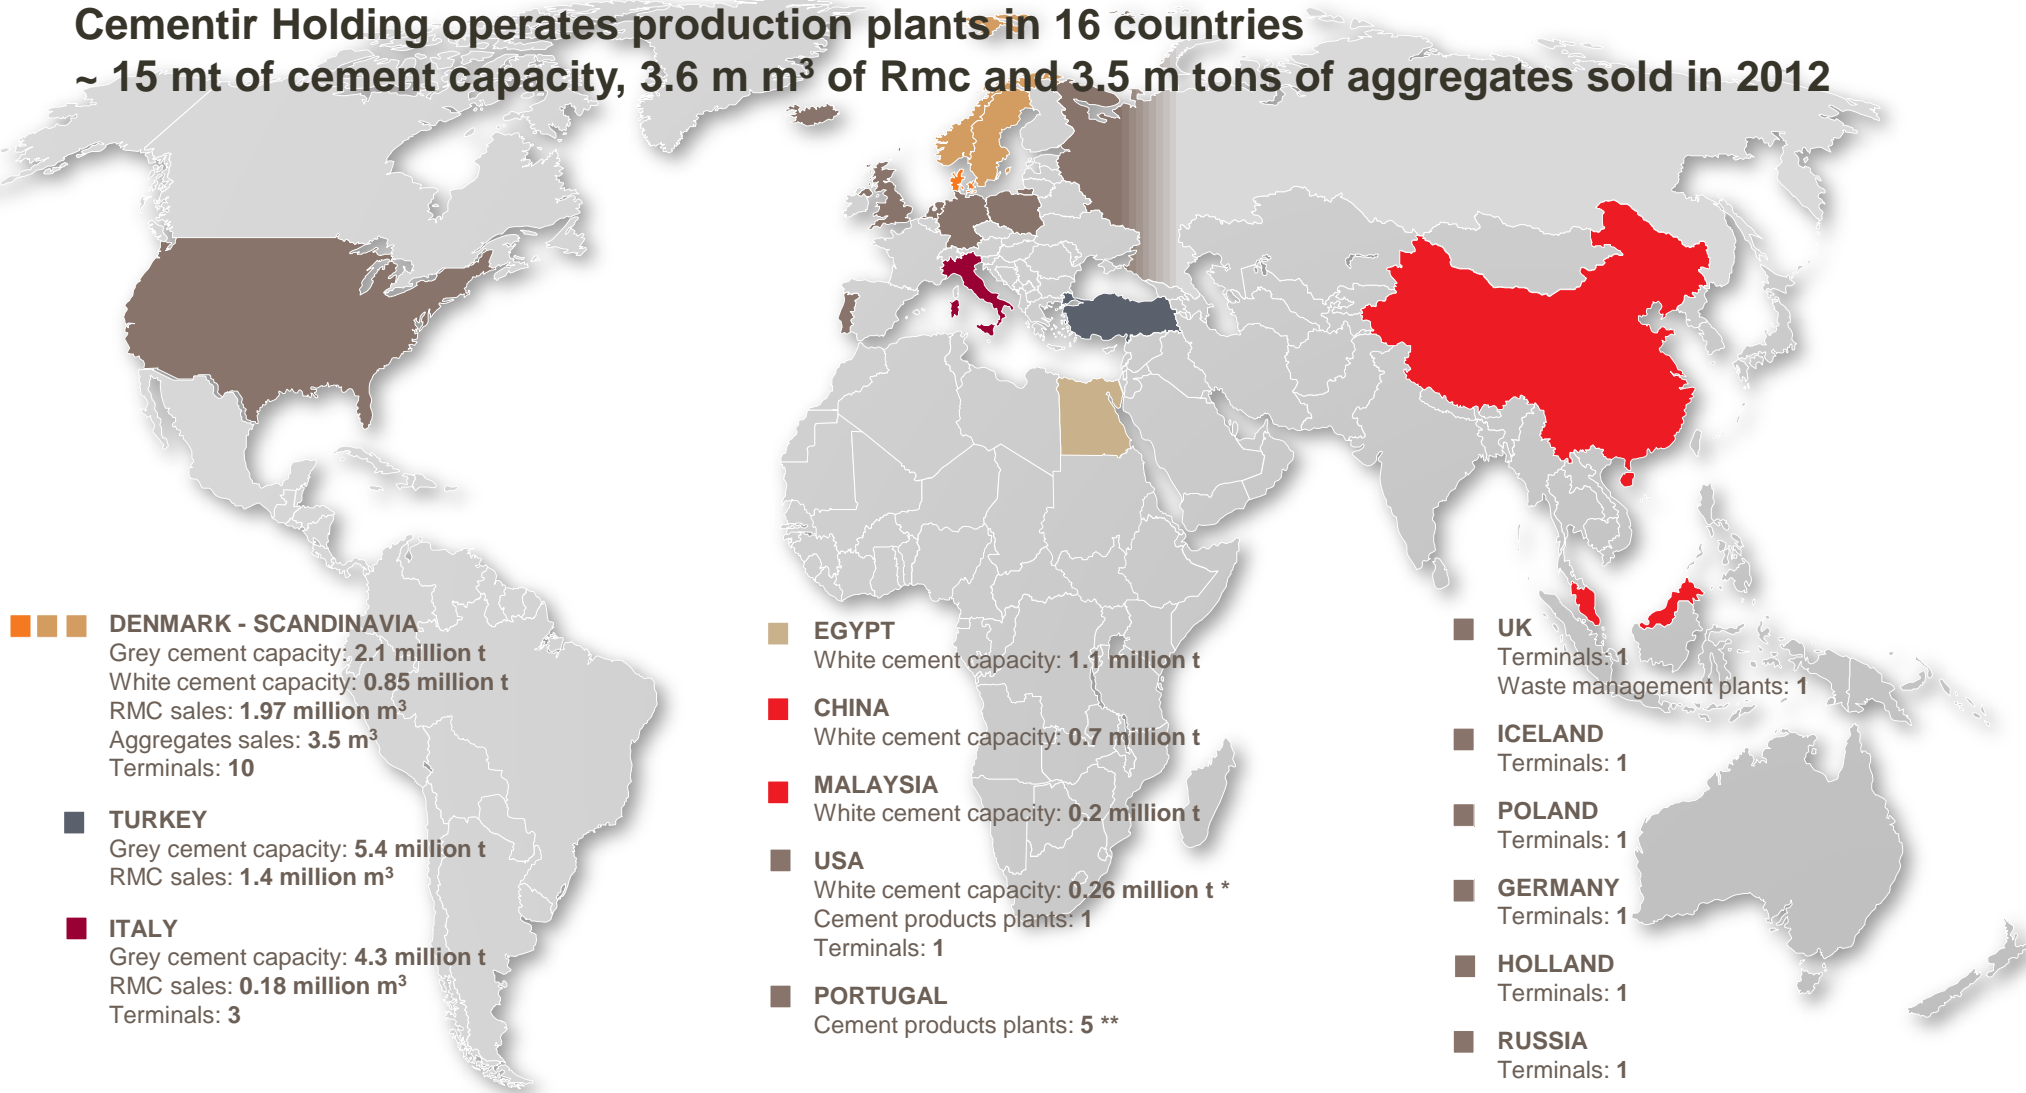 Cementir Holding operates production plants in 16 countries
~ 15 mt of cement capacity, 3.6 m m³ of Rmc and 3.5 m tons of aggregates sold in 2012
DENMARK - SCANDINAVIA
Grey cement capacity: 2.1 million t
White cement capacity: 0.85 million t
RMC sales: 1.97 million m³
Aggregates sales: 3.5 m³
Terminals: 10
TURKEY
Grey cement capacity: 5.4 million t
RMC sales: 1.4 million m³
ITALY
Grey cement capacity: 4.3 million t
RMC sales: 0.18 million m³
Terminals: 3
EGYPT
White cement capacity: 1.1 million t
CHINA
White cement capacity: 0.7 million t
MALAYSIA
White cement capacity: 0.2 million t
USA
White cement capacity: 0.26 million t *
Cement products plants: 1
Terminals: 1
PORTUGAL
Cement products plants: 5 **
UK
Terminals: 1
Waste management plants: 1
ICELAND
Terminals: 1
POLAND
Terminals: 1
GERMANY
Terminals: 1
HOLLAND
Terminals: 1
RUSSIA
Terminals: 1